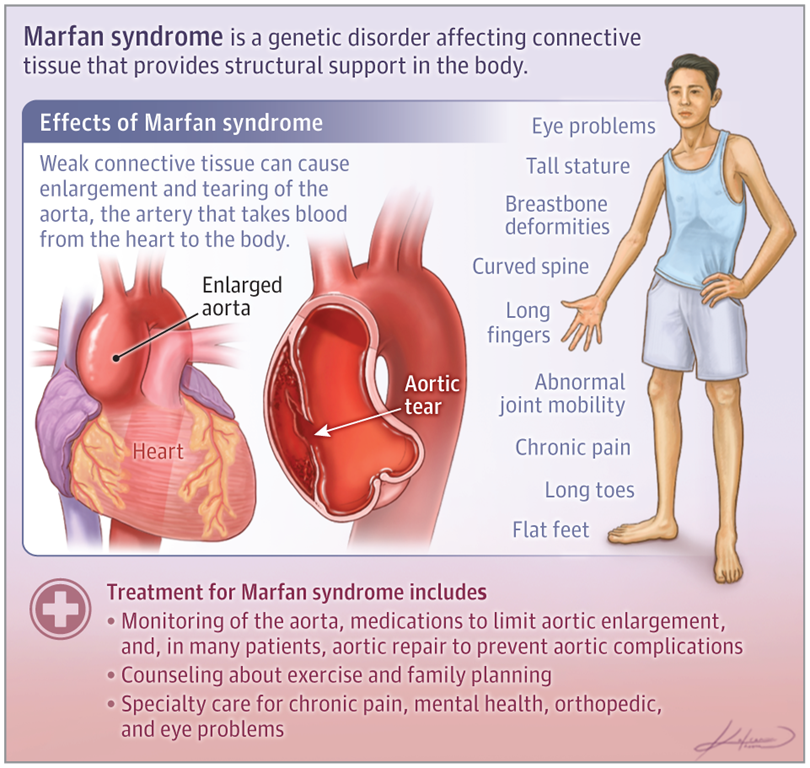 Marfan syndrome is a genetic disorder affecting connective
tissue that provides structural support in the body.
Effects of Marfan syndrome
Weak connective tissue can cause
enlargement and tearing of the
aorta, the artery that takes blood
from the heart to the body.
Enlarged
aorta
Heart
Aortic
tear
Eye problems
Tall stature
Breastbone
deformities
Curved spine
Long
fingers
Abnormal
joint mobility
Chronic pain
Long toes
Flat feet
Treatment for Marfan syndrome includes
• Monitoring of the aorta, medications to limit aortic enlargement,
and, in many patients, aortic repair to prevent aortic complications
• Counseling about exercise and family planning
• Specialty care for chronic pain, mental health, orthopedic,
and eye problems